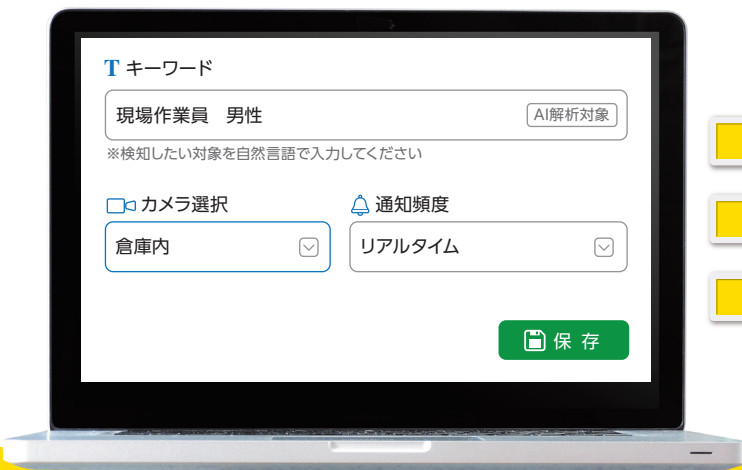 T キーワード
現場作業員　男性 AI解析対象
※検知したい対象を自然言語で入力してください
カメラ選択 通知頻度
倉庫内 リアルタイム
保 存